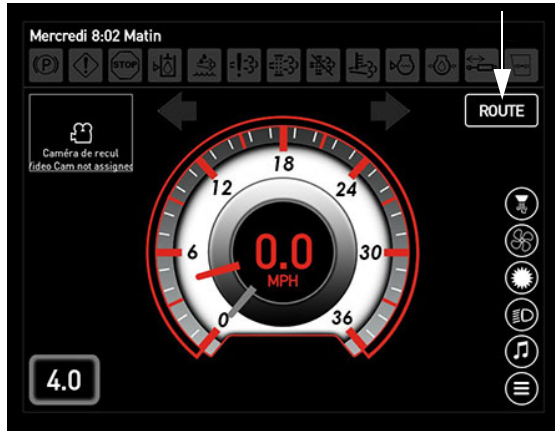 Mercredi 8:02 Matin
(P)
STOP
ROUTE
Caméra de recul
Video Cam not assigned
0
6
12
18
24
30
36
0.0
MPH
4.0